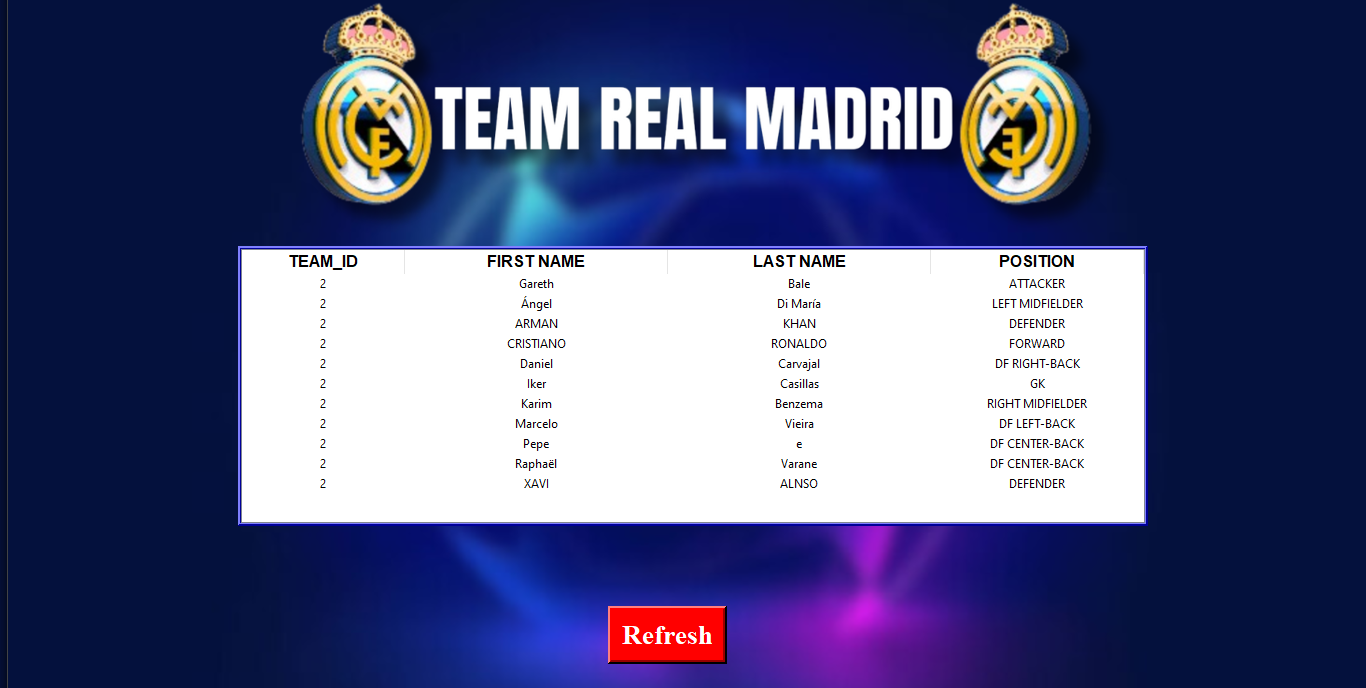 TEAM REAL MADRID
TEAM_ID FIRST NAME LAST NAME POSITION
2 Gareth Bale ATTACKER
2 Ángel Di María LEFT MIDFIELDER
2 ARMAN KHAN DEFENDER
2 CRISTIANO RONALDO FORWARD
2 Daniel Carvajal DF RIGHT-BACK
2 Iker Casillas GK
2 Karim Benzema RIGHT MIDFIELDER
2 Marcelo Vieira DF LEFT-BACK
2 Pepe e DF CENTER-BACK
2 Raphaël Varane DF CENTER-BACK
2 XAVI ALNSO DEFENDER
Refresh